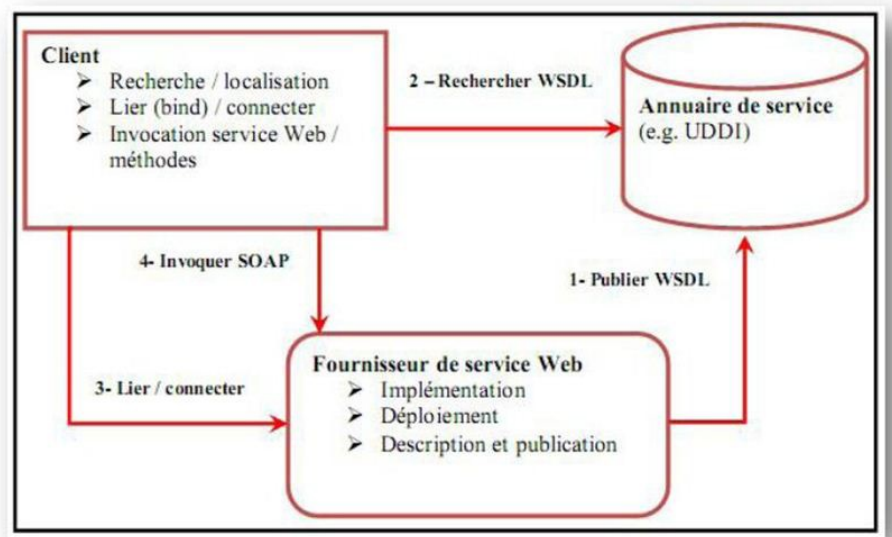 Client
➢ Recherche / localisation
➢ Lier (bind) / connecter
➢ Invocation service Web /
méthodes
2 – Rechercher WSDL
Annuaire de service
(e.g. UDDI)
4- Invoquer SOAP
1- Publier WSDL
3- Lier / connecter
Fournisseur de service Web
➢ Implémentation
➢ Déploiement
➢ Description et publication